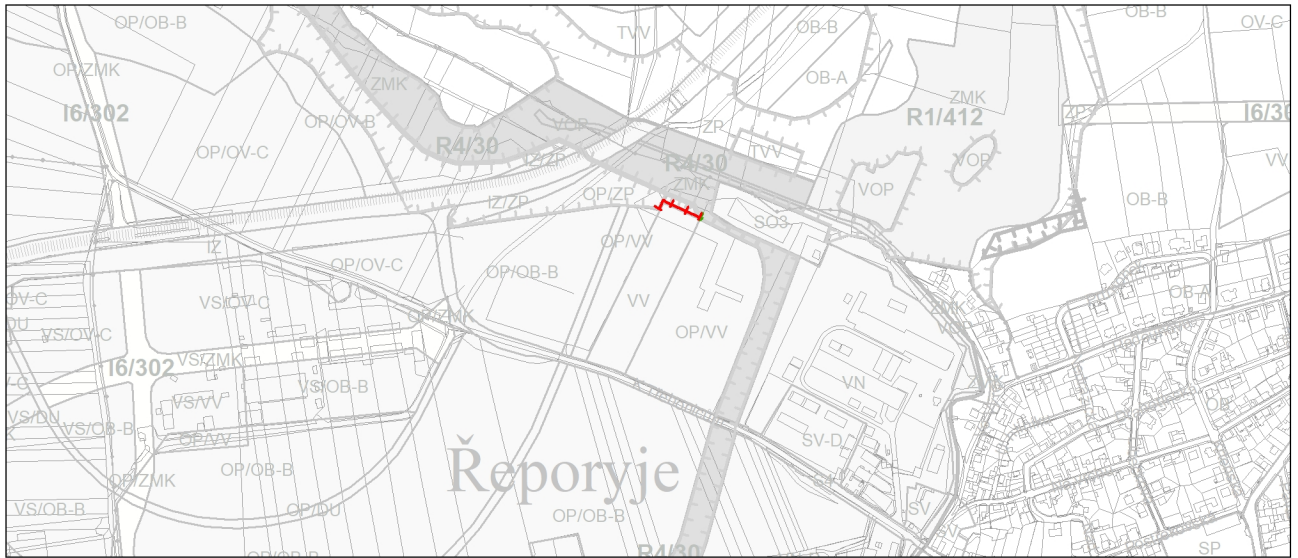 OP/OB-B
TVV
OB-B
OB-B
OV-C
OP/ZMK
ZMK
OB-A
ZMK
I6/302
OP/OV-B
VOP
R1/412
ZP
I6/30
OP/OV-C
R4/30
IZ/ZP
R4/30
TVV
VOP
VV
ZMK
VOP
OP/ZP
IZ/ZP
OB-B
SO3
OP/VV
IZ
OP/OV-C
OP/OB-B
VV
OB-A
OV-C
VS/OV-C
DU
VS/OV-C
OP/ZMK
OP/VV
ZMK
I6/302
VS/ZMK
VS/OB-B
VN
VS/VV
VS/DU
VS/OB-B
OP/VV
SV-D
Řeporyje
OP/ZMK
OP/OB-B
VS/OB-B
OP/DU
OP/OB-B
SV
OP/OB-B
R4/30
SP